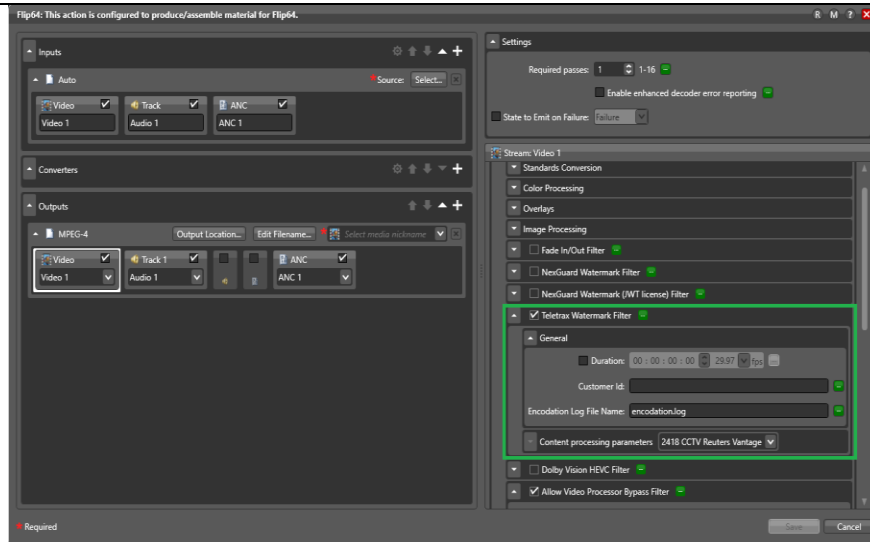 Flip64: This action is configured to produce/assemble material for Flip64.
R M ?
Inputs
Auto
Source: Select...
Video Track ANC
Video 1 Audio 1 ANC 1
Converters
Outputs
MPEG-4 Output Location... Edit Filename... Select media nickname
Video Track 1 ANC
Video 1 Audio 1 ANC 1
Required
Settings
Required passes: 1 1-16
Enable enhanced decoder error reporting
State to Emit on Failure: Failure
Stream: Video 1
Standards Conversion
Color Processing
Overlays
Image Processing
Fade In/Out Filter
NexGuard Watermark Filter
NexGuard Watermark (JWT license) Filter
Teletrax Watermark Filter
General
Duration: 00 : 00 : 00 : 00 29.97 fps ...
Customer Id:
Encodation Log File Name: encodation.log
Content processing parameters 2418 CCTV Reuters Vantage
Dolby Vision HEVC Filter
Allow Video Processor Bypass Filter
Save Cancel